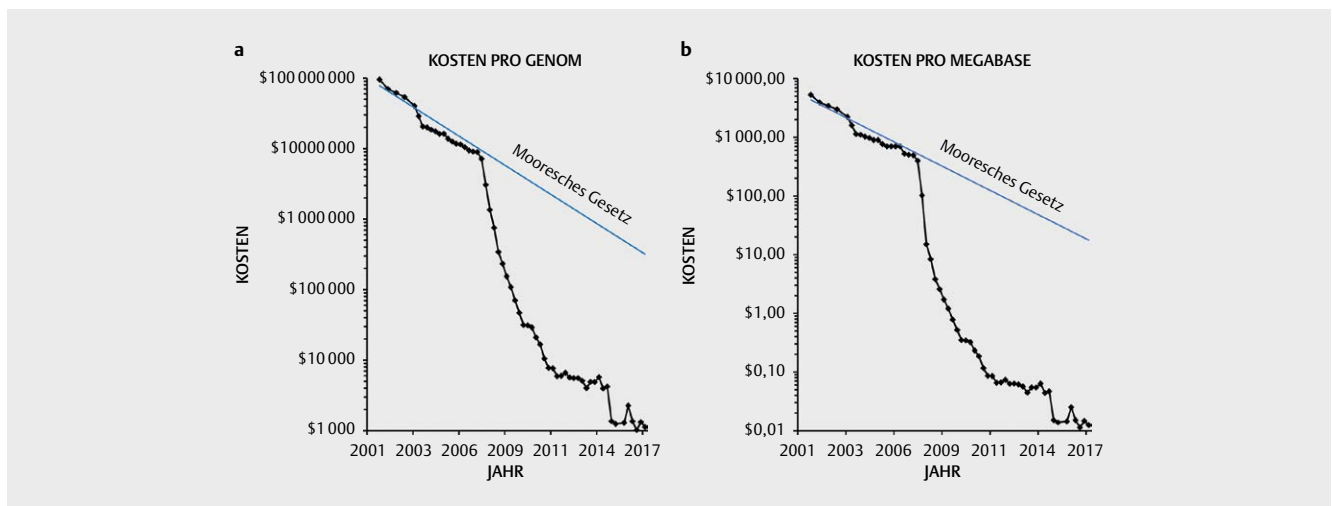 a
KOSTEN PRO GENOM
$100 000 000
$10 000 000
$1 000 000
$100 000
$10 000
$1 000
KOSTEN
Mooresches Gesetz
2001 2003 2006 2009 2011 2014 2017
JAHR
b
KOSTEN PRO MEGABASE
$10 000,00
$1 000,00
$100,00
$10,00
$1,00
$0,10
$0,01
KOSTEN
Mooresches Gesetz
2001 2003 2006 2009 2011 2014 2017
JAHR